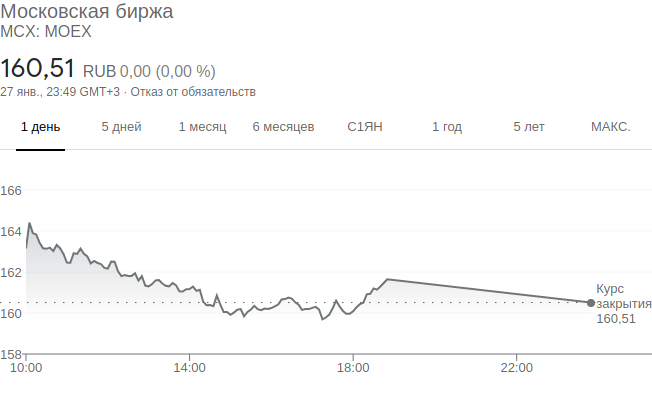 Московская биржа
MCX: MOEX
160,51 RUB 0,00 (0,00 %)
27 янв., 23:49 GMT+3 · Отказ от обязательств
1 день 5 дней 1 месяц 6 месяцев С1ЯН 1 год 5 лет МАКС.
166
164
162
160
158
Курс
закрытия
160,51
10:00 14:00 18:00 22:00